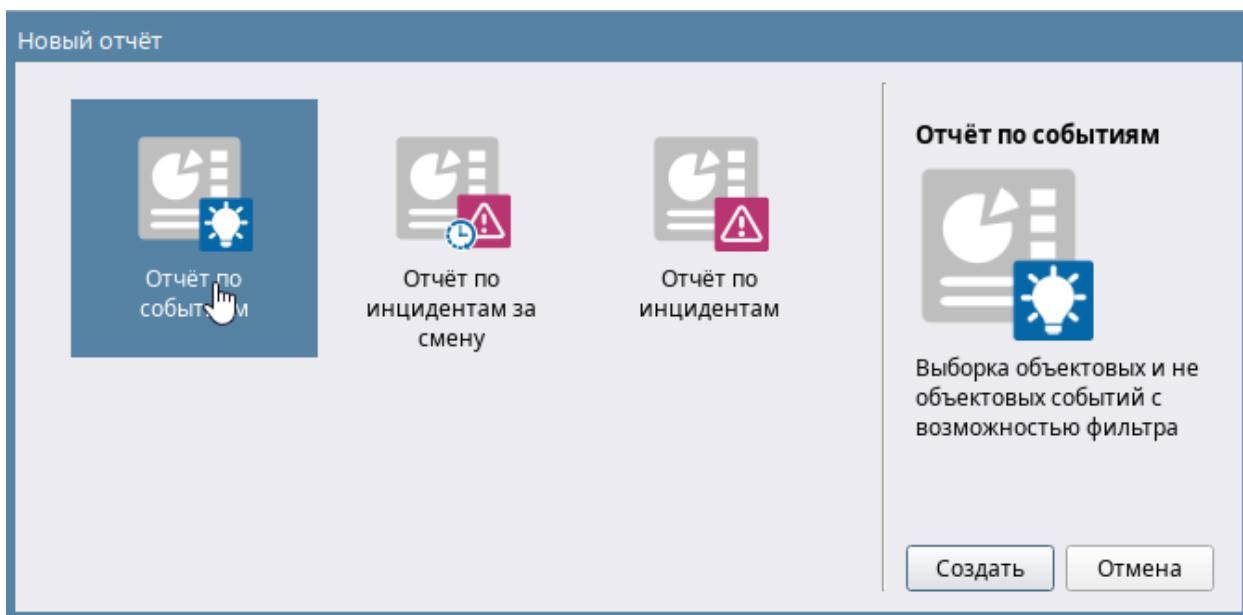 Новый отчёт
Отчёт по
событиям
Отчёт по
инцидентам за
смену
Отчёт по
инцидентам
Отчёт по событиям
Выборка объектовых и не
объектовых событий с
возможностью фильтра
Создать
Отмена